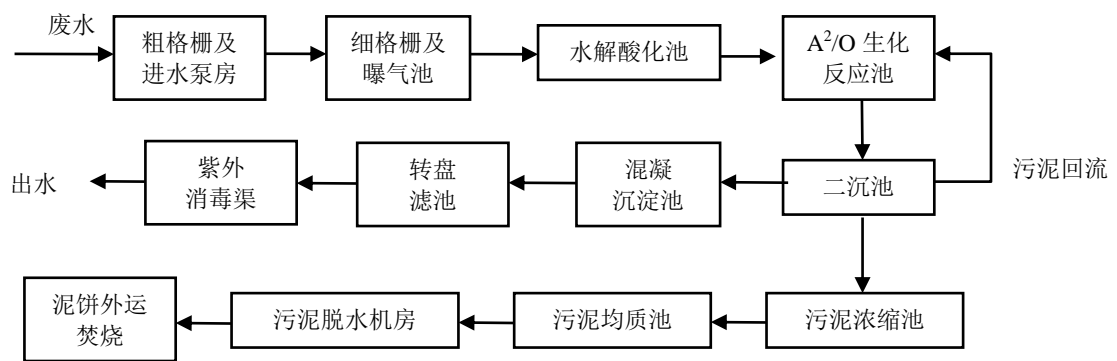 废水
粗格栅及
进水泵房
细格栅及
曝气池
水解酸化池
A²/O 生化
反应池
出水
紫外
消毒渠
转盘
滤池
混凝
沉淀池
二沉池
污泥回流
泥饼外运
焚烧
污泥脱水机房
污泥均质池
污泥浓缩池